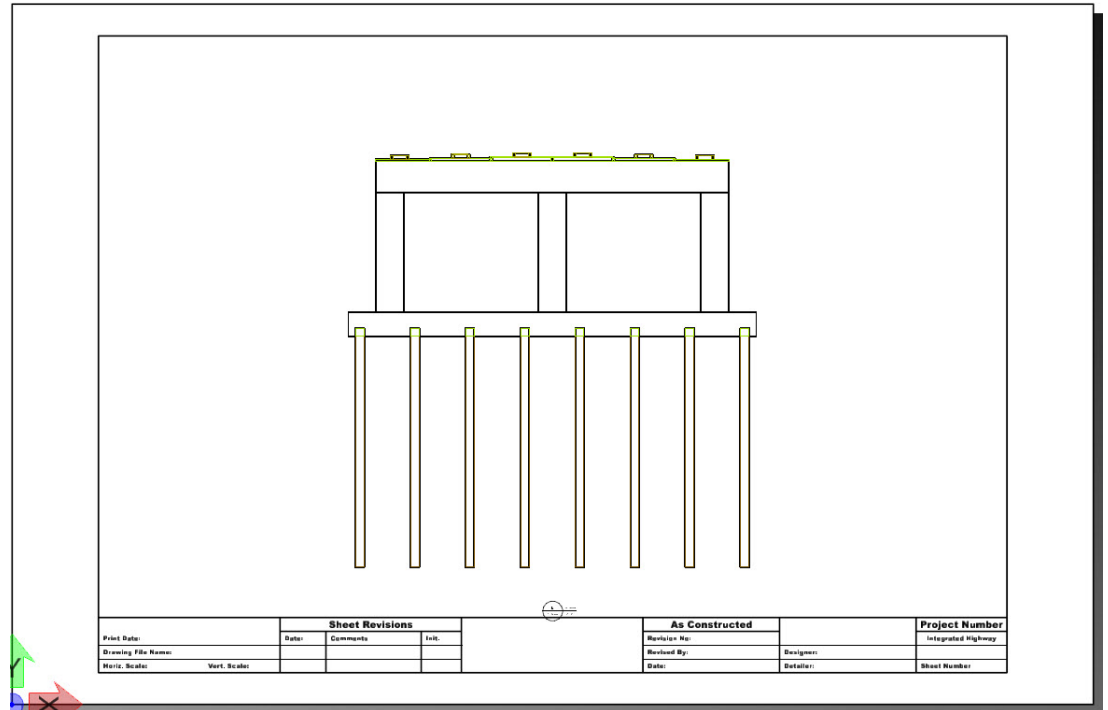 Sheet Revisions
As Constructed
Project Number
Print Date:
Date:
Comments
Init.
Revision No:
Integrated Highway
Drawing File Name:
Revised By:
Designer:
Horiz. Scale:
Vert. Scale:
Date:
Detailer:
Sheet Number
Y
X